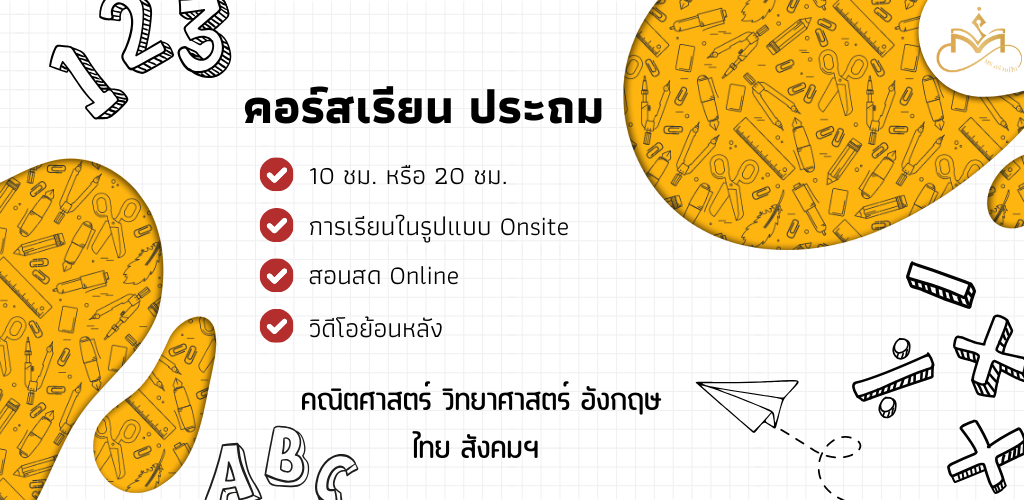 123
คอร์สเรียน ประถม
10 ชม. หรือ 20 ชม.
การเรียนในรูปแบบ Onsite
สอนสด Online
วิดีโอย้อนหลัง
คณิตศาสตร์ วิทยาศาสตร์ อังกฤษ
ไทย สังคมฯ
ABC